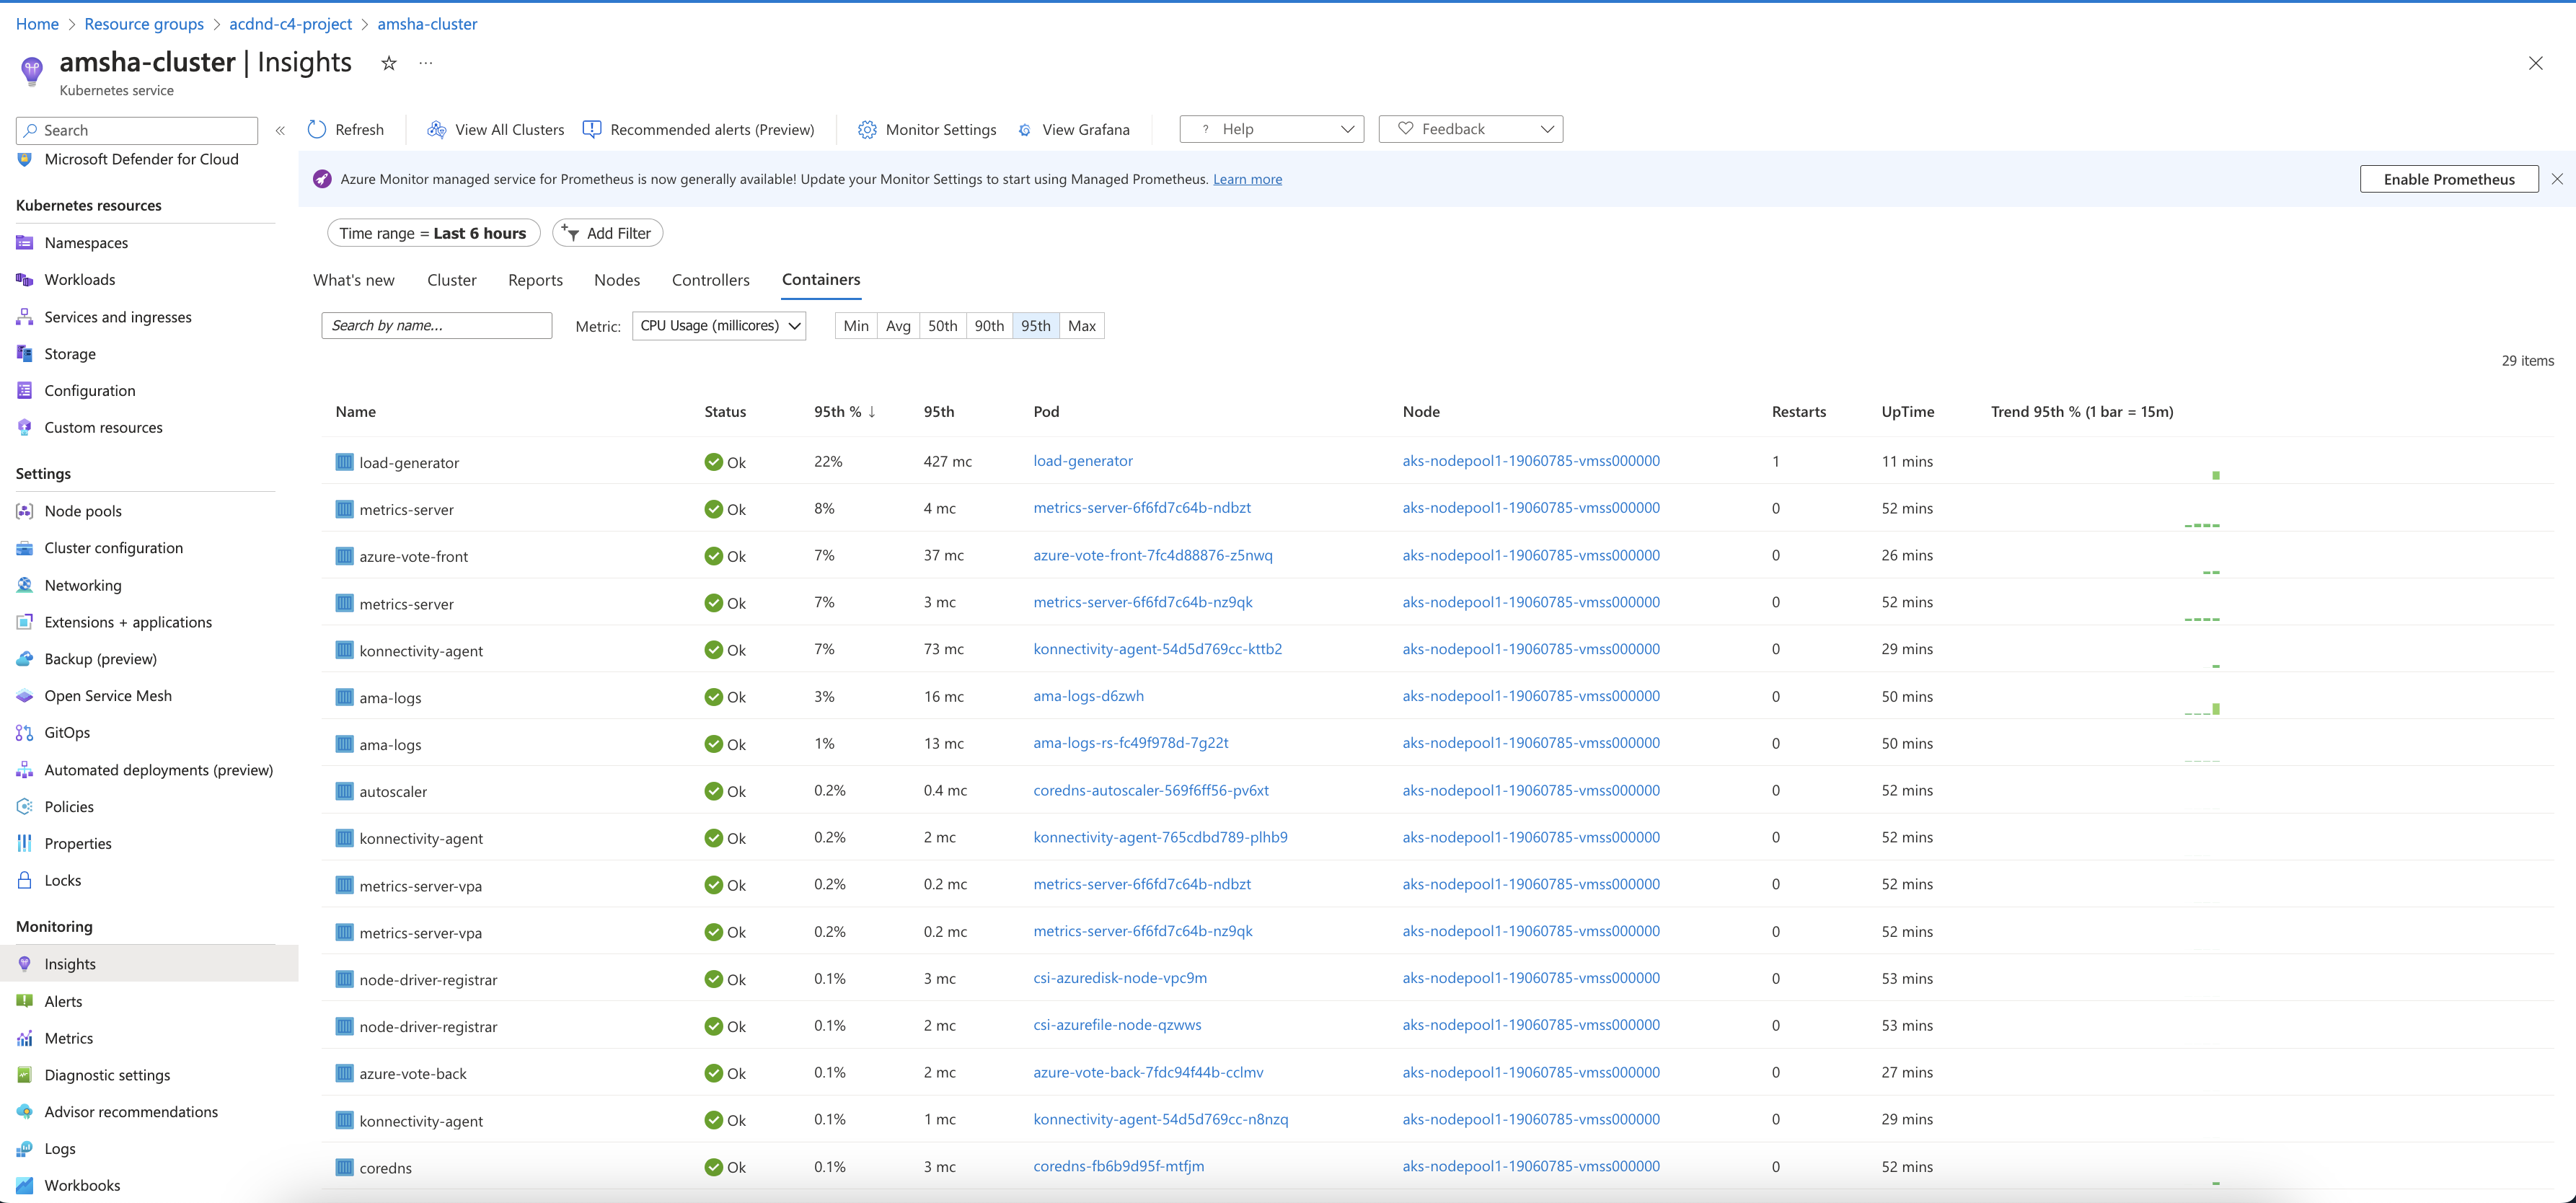 Home > Resource groups > acdnd-c4-project > amsha-cluster
amsha-cluster | Insights ☆ ...
Kubernetes service
Search
«
Refresh
View All Clusters
Recommended alerts (Preview)
Monitor Settings
View Grafana
? Help
Feedback
Microsoft Defender for Cloud
Kubernetes resources
Namespaces
Workloads
Services and ingresses
Storage
Configuration
Custom resources
Settings
Node pools
Cluster configuration
Networking
Extensions + applications
Backup (preview)
Open Service Mesh
GitOps
Automated deployments (preview)
Policies
Properties
Locks
Monitoring
Insights
Alerts
Metrics
Diagnostic settings
Advisor recommendations
Logs
Workbooks
Azure Monitor managed service for Prometheus is now generally available! Update your Monitor Settings to start using Managed Prometheus. Learn more
Enable Prometheus
Time range = Last 6 hours
Add Filter
What's new Cluster Reports Nodes Controllers Containers
Search by name...
Metric: CPU Usage (millicores)
Min Avg 50th 90th 95th Max
29 items
Name Status 95th % ↓ 95th Pod Node Restarts UpTime Trend 95th % (1 bar = 15m)
load-generator Ok 22% 427 mc load-generator aks-nodepool1-19060785-vmss000000 1 11 mins
metrics-server Ok 8% 4 mc metrics-server-6f6fd7c64b-ndbzt aks-nodepool1-19060785-vmss000000 0 52 mins
azure-vote-front Ok 7% 37 mc azure-vote-front-7fc4d88876-z5nwq aks-nodepool1-19060785-vmss000000 0 26 mins
metrics-server Ok 7% 3 mc metrics-server-6f6fd7c64b-nz9qk aks-nodepool1-19060785-vmss000000 0 52 mins
konnectivity-agent Ok 7% 73 mc konnectivity-agent-54d5d769cc-kttb2 aks-nodepool1-19060785-vmss000000 0 29 mins
ama-logs Ok 3% 16 mc ama-logs-d6zwh aks-nodepool1-19060785-vmss000000 0 50 mins
ama-logs Ok 1% 13 mc ama-logs-rs-fc49f978d-7g22t aks-nodepool1-19060785-vmss000000 0 50 mins
autoscaler Ok 0.2% 0.4 mc coredns-autoscaler-569f6ff56-pv6xt aks-nodepool1-19060785-vmss000000 0 52 mins
konnectivity-agent Ok 0.2% 2 mc konnectivity-agent-765cdbd789-plhb9 aks-nodepool1-19060785-vmss000000 0 52 mins
metrics-server-vpa Ok 0.2% 0.2 mc metrics-server-6f6fd7c64b-ndbzt aks-nodepool1-19060785-vmss000000 0 52 mins
metrics-server-vpa Ok 0.2% 0.2 mc metrics-server-6f6fd7c64b-nz9qk aks-nodepool1-19060785-vmss000000 0 52 mins
node-driver-registrar Ok 0.1% 3 mc csi-azuredisk-node-vpc9m aks-nodepool1-19060785-vmss000000 0 53 mins
node-driver-registrar Ok 0.1% 2 mc csi-azurefile-node-qzwws aks-nodepool1-19060785-vmss000000 0 53 mins
azure-vote-back Ok 0.1% 2 mc azure-vote-back-7fdc94f44b-cclmv aks-nodepool1-19060785-vmss000000 0 27 mins
konnectivity-agent Ok 0.1% 1 mc konnectivity-agent-54d5d769cc-n8nzq aks-nodepool1-19060785-vmss000000 0 29 mins
coredns Ok 0.1% 3 mc coredns-fb6b9d95f-mtfjm aks-nodepool1-19060785-vmss000000 0 52 mins